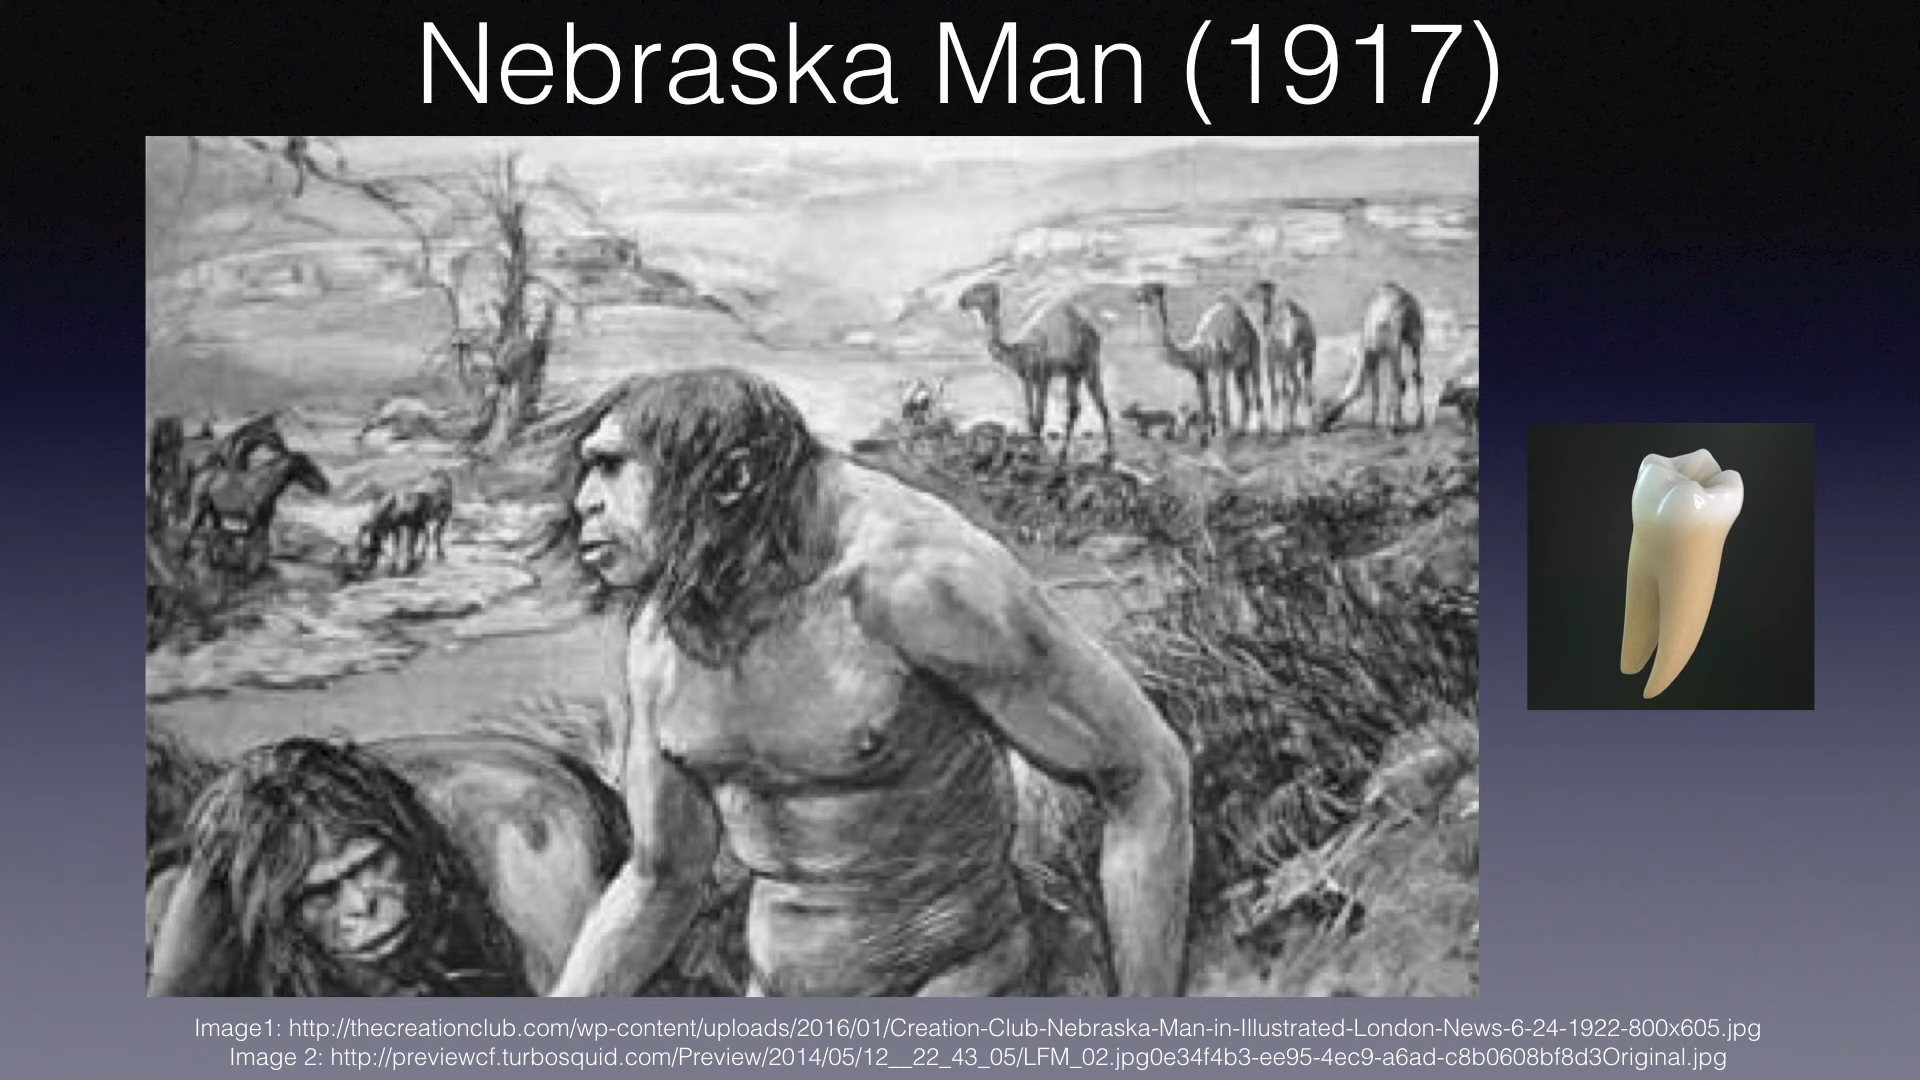 Nebraska Man (1917)
Image1: http://thecreationclub.com/wp-content/uploads/2016/01/Creation-Club-Nebraska-Man-in-Illustrated-London-News-6-24-1922-800x605.jpg
Image 2: http://previewcf.turbosquid.com/Preview/2014/05/12__22_43_05/LFM_02.jpg0e34f4b3-ee95-4ec9-a6ad-c8b0608bf8d3Original.jpg